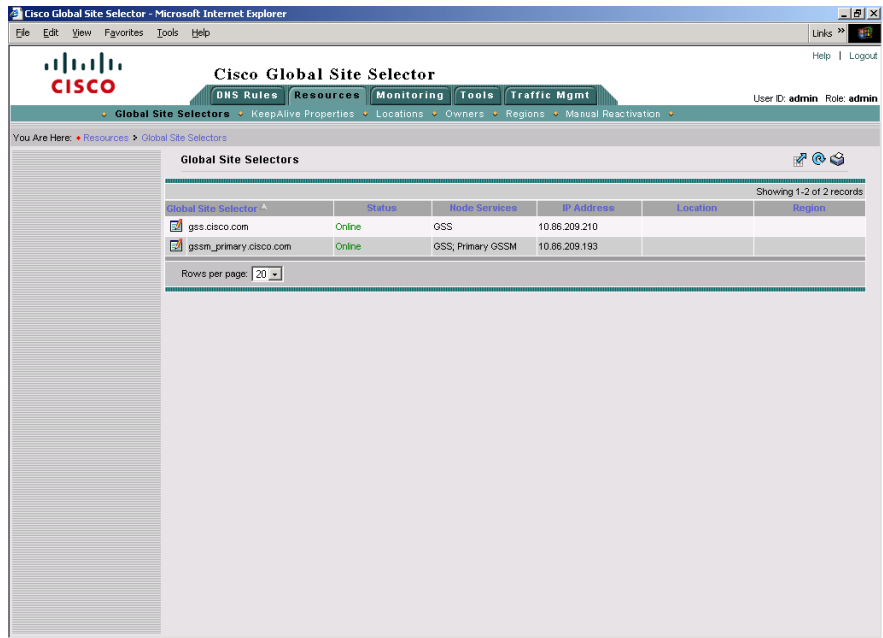 Cisco Global Site Selector - Microsoft Internet Explorer
File Edit View Favorites Tools Help Links »
Help | Logout
CISCO
Cisco Global Site Selector
DNS Rules Resources Monitoring Tools Traffic Mgmt
User ID: admin Role: admin
Global Site Selectors KeepAlive Properties Locations Owners Regions Manual Reactivation
You Are Here: Resources > Global Site Selectors
Global Site Selectors
Showing 1-2 of 2 records
Global Site Selector Status Node Services IP Address Location Region
gss.cisco.com Online GSS 10.86.209.210
gssm_primary.cisco.com Online GSS; Primary GSSM 10.86.209.193
Rows per page: 20